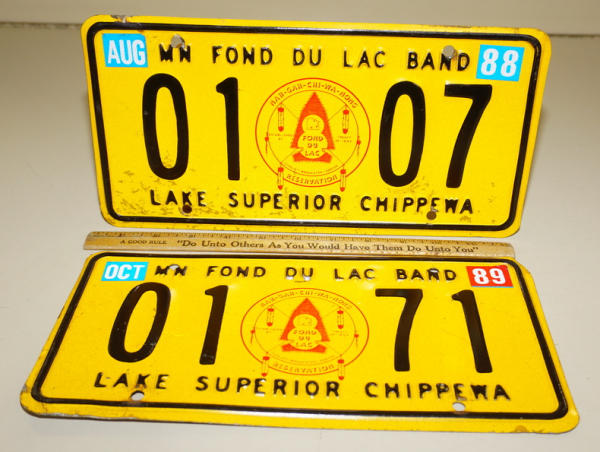 AUG MN FOND DU LAC BAND 88
NAH-GAH-CHI-WA-NONG
01 07
FOND
DU
LAC
RESERVATION
LAKE SUPERIOR CHIPPEWA
A GOOD RULE "Do Unto Others As You Would Have Them Do Unto You"
OCT MN FOND DU LAC BAND 89
NAH-GAH-CHI-WA-NONG
01 71
FOND
DU
LAC
RESERVATION
LAKE SUPERIOR CHIPPEWA